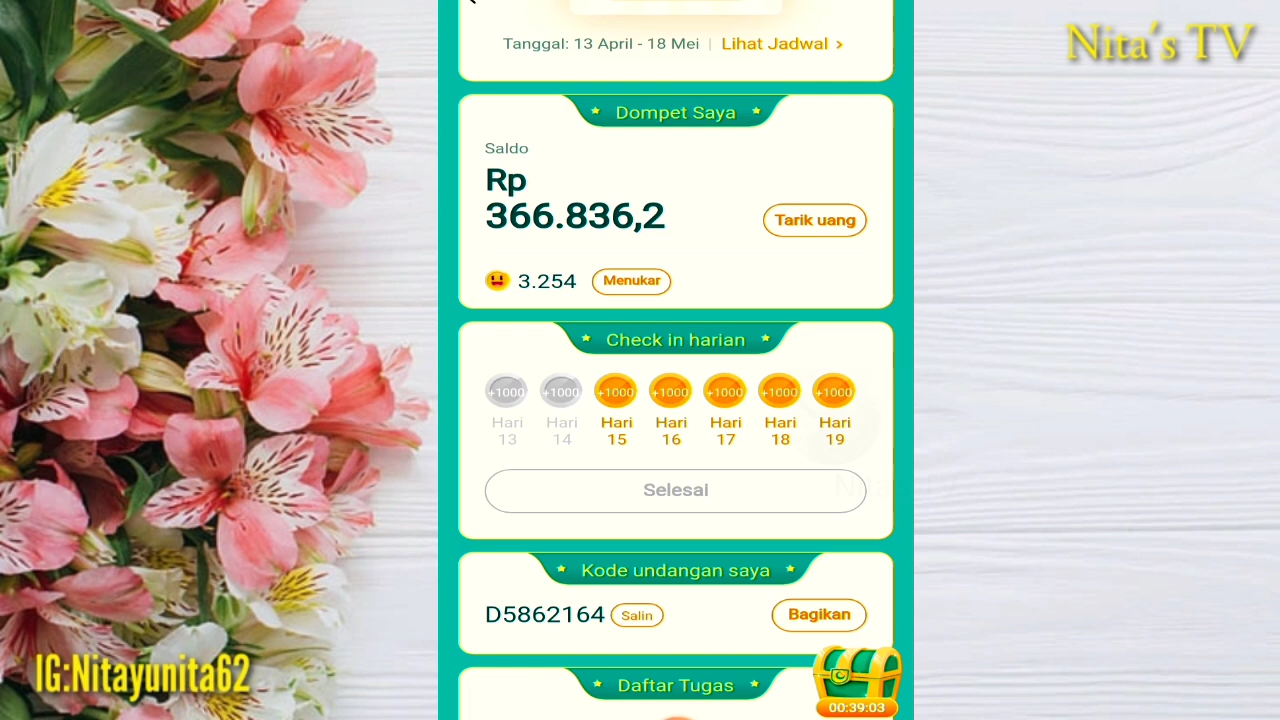 Nita's TV
Tanggal: 13 April - 18 Mei | Lihat Jadwal >
Dompet Saya
Saldo
Rp
366.836,2
Tarik uang
3.254 Menukar
Check in harian
+1000 +1000 +1000 +1000 +1000 +1000 +1000
Hari Hari Hari Hari Hari Hari Hari
13 14 15 16 17 18 19
Selesai
Kode undangan saya
D5862164 Salin Bagikan
IG:Nitayunita62
Daftar Tugas
00:39:03